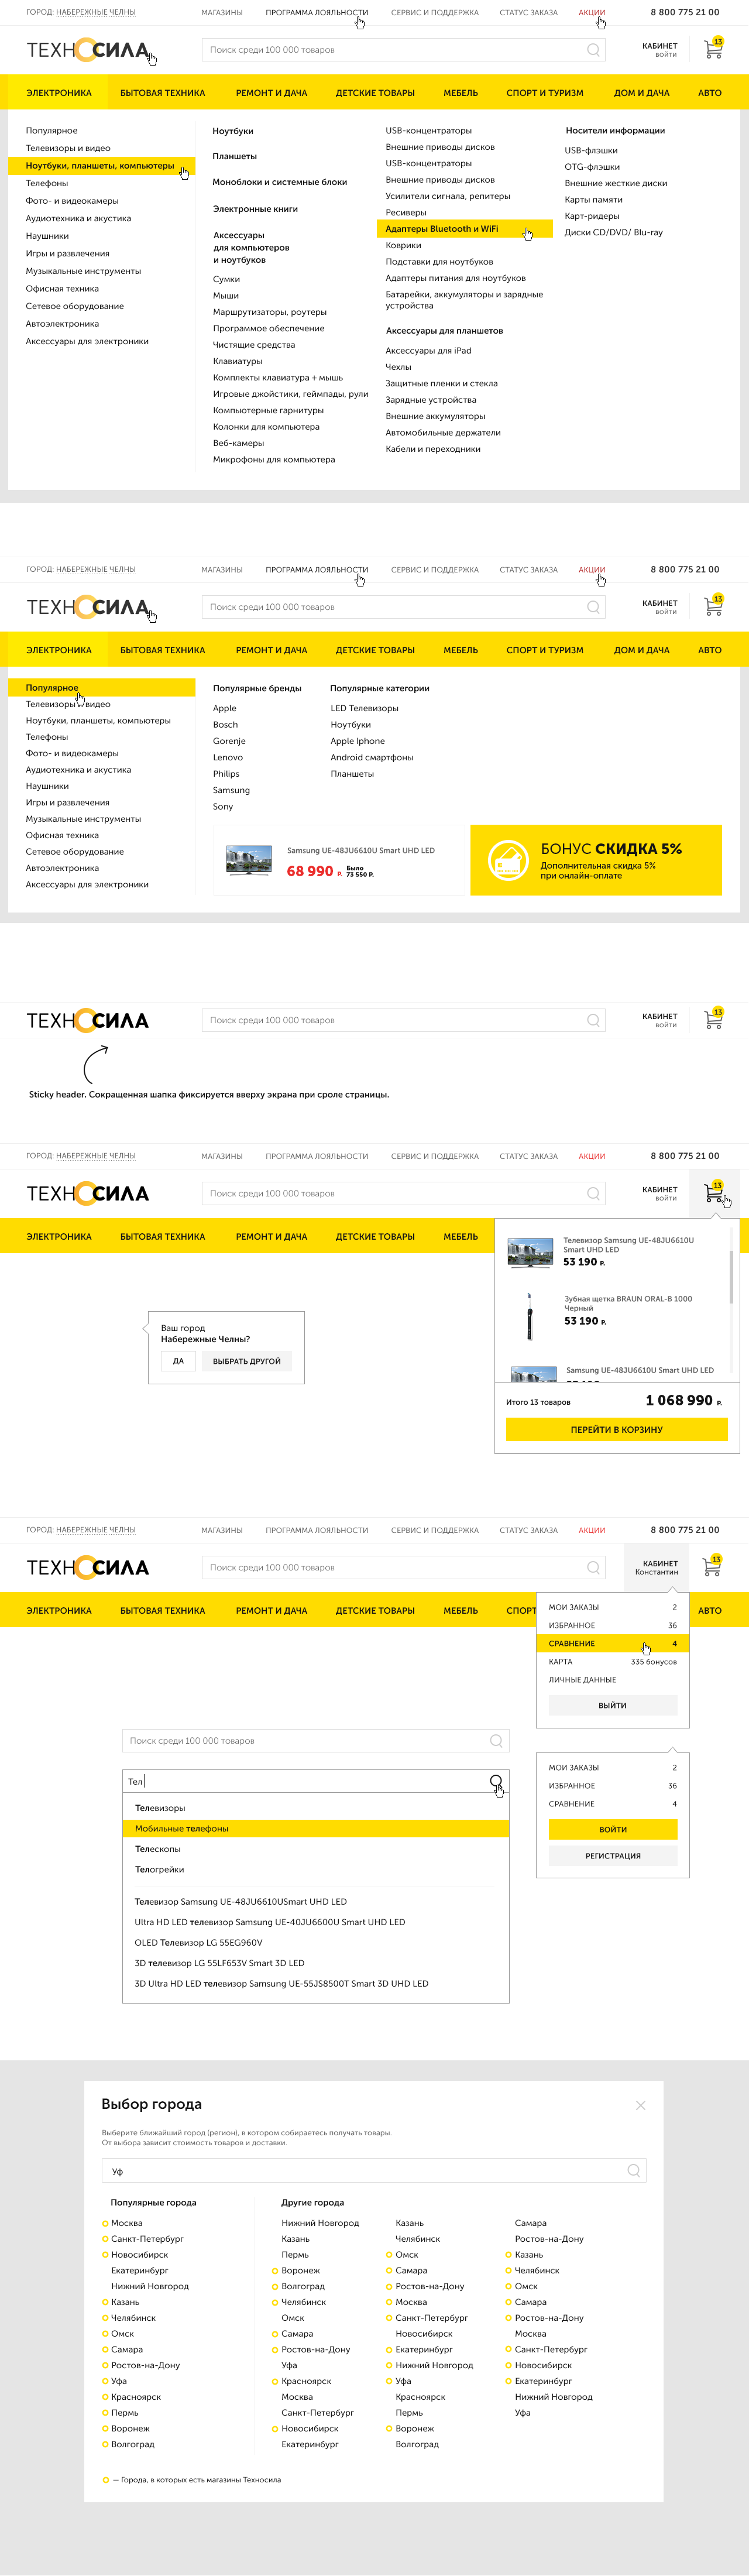 ГОРОД: НАБЕРЕЖНЫЕ ЧЕЛНЫ
МАГАЗИНЫ ПРОГРАММА ЛОЯЛЬНОСТИ СЕРВИС И ПОДДЕРЖКА СТАТУС ЗАКАЗА АКЦИИ 8 800 775 21 00
ТЕХНОСИЛА
Поиск среди 100 000 товаров
КАБИНЕТ
войти
13
ЭЛЕКТРОНИКА БЫТОВАЯ ТЕХНИКА РЕМОНТ И ДАЧА ДЕТСКИЕ ТОВАРЫ МЕБЕЛЬ СПОРТ И ТУРИЗМ ДОМ И ДАЧА АВТО
Популярное
Телевизоры и видео
Ноутбуки, планшеты, компьютеры
Телефоны
Фото- и видеокамеры
Аудиотехника и акустика
Наушники
Игры и развлечения
Музыкальные инструменты
Офисная техника
Сетевое оборудование
Автоэлектроника
Аксессуары для электроники
Ноутбуки
Планшеты
Моноблоки и системные блоки
Электронные книги
Аксессуары
для компьютеров
и ноутбуков
Сумки
Мыши
Маршрутизаторы, роутеры
Программое обеспечение
Чистящие средства
Клавиатуры
Комплекты клавиатура + мышь
Игровые джойстики, геймпады, рули
Компьютерные гарнитуры
Колонки для компьютера
Веб-камеры
Микрофоны для компьютера
USB-концентраторы
Внешние приводы дисков
USB-концентраторы
Внешние приводы дисков
Усилители сигнала, репитеры
Ресиверы
Адаптеры Bluetooth и WiFi
Коврики
Подставки для ноутбуков
Адаптеры питания для ноутбуков
Батарейки, аккумуляторы и зарядные
устройства
Аксессуары для планшетов
Аксессуары для iPad
Чехлы
Защитные пленки и стекла
Зарядные устройства
Внешние аккумуляторы
Автомобильные держатели
Кабели и переходники
Носители информации
USB-флэшки
OTG-флэшки
Внешние жесткие диски
Карты памяти
Карт-ридеры
Диски CD/DVD/ Blu-ray
ГОРОД: НАБЕРЕЖНЫЕ ЧЕЛНЫ
МАГАЗИНЫ ПРОГРАММА ЛОЯЛЬНОСТИ СЕРВИС И ПОДДЕРЖКА СТАТУС ЗАКАЗА АКЦИИ 8 800 775 21 00
ТЕХНОСИЛА
Поиск среди 100 000 товаров
КАБИНЕТ
войти
13
ЭЛЕКТРОНИКА БЫТОВАЯ ТЕХНИКА РЕМОНТ И ДАЧА ДЕТСКИЕ ТОВАРЫ МЕБЕЛЬ СПОРТ И ТУРИЗМ ДОМ И ДАЧА АВТО
Популярное
Телевизоры и видео
Ноутбуки, планшеты, компьютеры
Телефоны
Фото- и видеокамеры
Аудиотехника и акустика
Наушники
Игры и развлечения
Музыкальные инструменты
Офисная техника
Сетевое оборудование
Автоэлектроника
Аксессуары для электроники
Популярные бренды
Apple
Bosch
Gorenje
Lenovo
Philips
Samsung
Sony
Популярные категории
LED Телевизоры
Ноутбуки
Apple Iphone
Android смартфоны
Планшеты
Samsung UE-48JU6610U Smart UHD LED
68 990 Р.
Было
73 550 Р.
БОНУС СКИДКА 5%
Дополнительная скидка 5%
при онлайн-оплате
ТЕХНОСИЛА
Поиск среди 100 000 товаров
КАБИНЕТ
войти
13
Sticky header. Сокращенная шапка фиксируется вверху экрана при сроле страницы.
ГОРОД: НАБЕРЕЖНЫЕ ЧЕЛНЫ
МАГАЗИНЫ ПРОГРАММА ЛОЯЛЬНОСТИ СЕРВИС И ПОДДЕРЖКА СТАТУС ЗАКАЗА АКЦИИ 8 800 775 21 00
ТЕХНОСИЛА
Поиск среди 100 000 товаров
КАБИНЕТ
войти
13
ЭЛЕКТРОНИКА БЫТОВАЯ ТЕХНИКА РЕМОНТ И ДАЧА ДЕТСКИЕ ТОВАРЫ МЕБЕЛЬ
Телевизор Samsung UE-48JU6610U
Smart UHD LED
53 190 Р.
Зубная щетка BRAUN ORAL-B 1000
Черный
53 190 Р.
Samsung UE-48JU6610U Smart UHD LED
Итого 13 товаров
1 068 990 Р.
ПЕРЕЙТИ В КОРЗИНУ
Ваш город
Набережные Челны?
ДА
ВЫБРАТЬ ДРУГОЙ
ГОРОД: НАБЕРЕЖНЫЕ ЧЕЛНЫ
МАГАЗИНЫ ПРОГРАММА ЛОЯЛЬНОСТИ СЕРВИС И ПОДДЕРЖКА СТАТУС ЗАКАЗА АКЦИИ 8 800 775 21 00
ТЕХНОСИЛА
Поиск среди 100 000 товаров
КАБИНЕТ
Константин
13
ЭЛЕКТРОНИКА БЫТОВАЯ ТЕХНИКА РЕМОНТ И ДАЧА ДЕТСКИЕ ТОВАРЫ МЕБЕЛЬ СПОРТ АВТО
МОИ ЗАКАЗЫ 2
ИЗБРАННОЕ 36
СРАВНЕНИЕ 4
КАРТА 335 бонусов
ЛИЧНЫЕ ДАННЫЕ
ВЫЙТИ
МОИ ЗАКАЗЫ 2
ИЗБРАННОЕ 36
СРАВНЕНИЕ 4
ВОЙТИ
РЕГИСТРАЦИЯ
Поиск среди 100 000 товаров
Тел
Телевизоры
Мобильные телефоны
Телескопы
Телогрейки
Телевизор Samsung UE-48JU6610USmart UHD LED
Ultra HD LED телевизор Samsung UE-40JU6600U Smart UHD LED
OLED Телевизор LG 55EG960V
3D телевизор LG 55LF653V Smart 3D LED
3D Ultra HD LED телевизор Samsung UE-55JS8500T Smart 3D UHD LED
Выбор города
Выберите ближайший город (регион), в котором собираетесь получать товары.
От выбора зависит стоимость товаров и доставки.
Уф
Популярные города
Москва
Санкт-Петербург
Новосибирск
Екатеринбург
Нижний Новгород
Казань
Челябинск
Омск
Самара
Ростов-на-Дону
Уфа
Красноярск
Пермь
Воронеж
Волгоград
Другие города
Нижний Новгород
Казань
Пермь
Воронеж
Волгоград
Челябинск
Омск
Самара
Ростов-на-Дону
Уфа
Красноярск
Москва
Санкт-Петербург
Новосибирск
Екатеринбург
Казань
Челябинск
Омск
Самара
Ростов-на-Дону
Москва
Санкт-Петербург
Новосибирск
Екатеринбург
Нижний Новгород
Уфа
Красноярск
Пермь
Воронеж
Волгоград
Самара
Ростов-на-Дону
Казань
Челябинск
Омск
Самара
Ростов-на-Дону
Москва
Санкт-Петербург
Новосибирск
Екатеринбург
Нижний Новгород
Уфа
— Города, в которых есть магазины Техносила